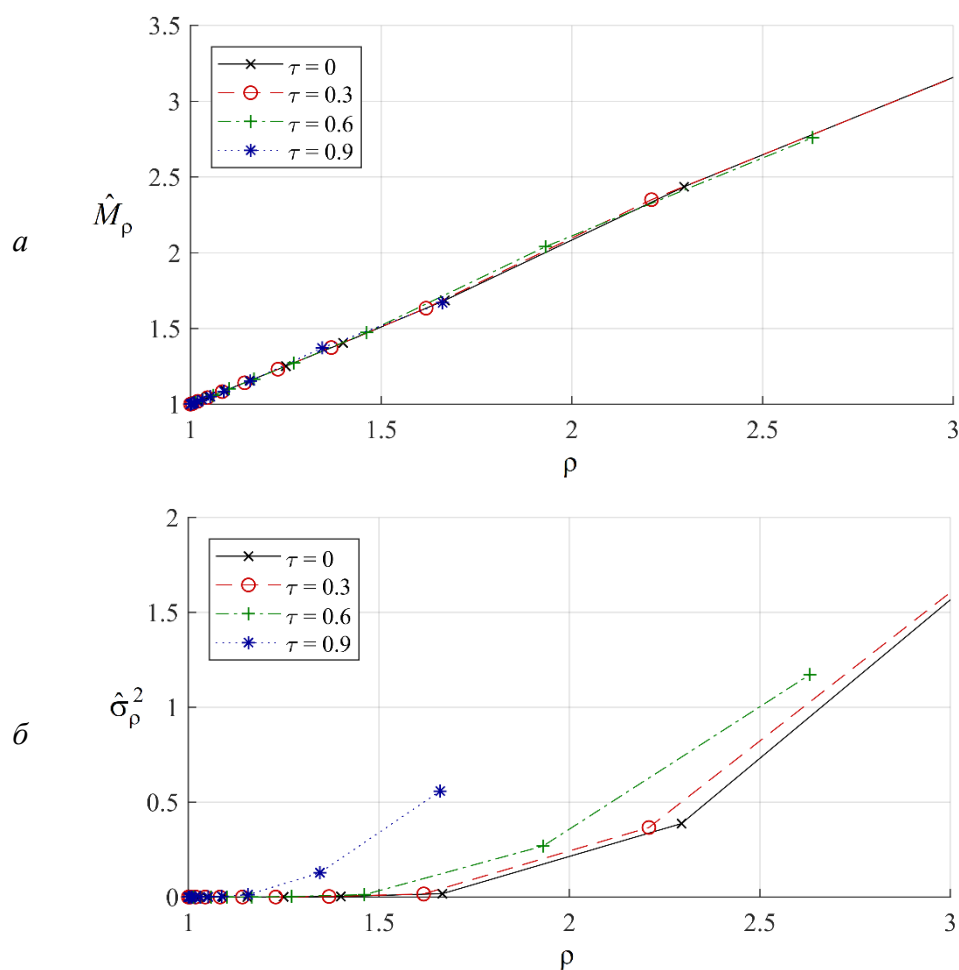 3.5
3
2.5
2
1.5
1
τ = 0
τ = 0.3
τ = 0.6
τ = 0.9
M̂ρ
а
1 1.5 2 2.5 3
ρ
2
1.5
1
0.5
0
τ = 0
τ = 0.3
τ = 0.6
τ = 0.9
σ̂ρ²
б
1 1.5 2 2.5 3
ρ